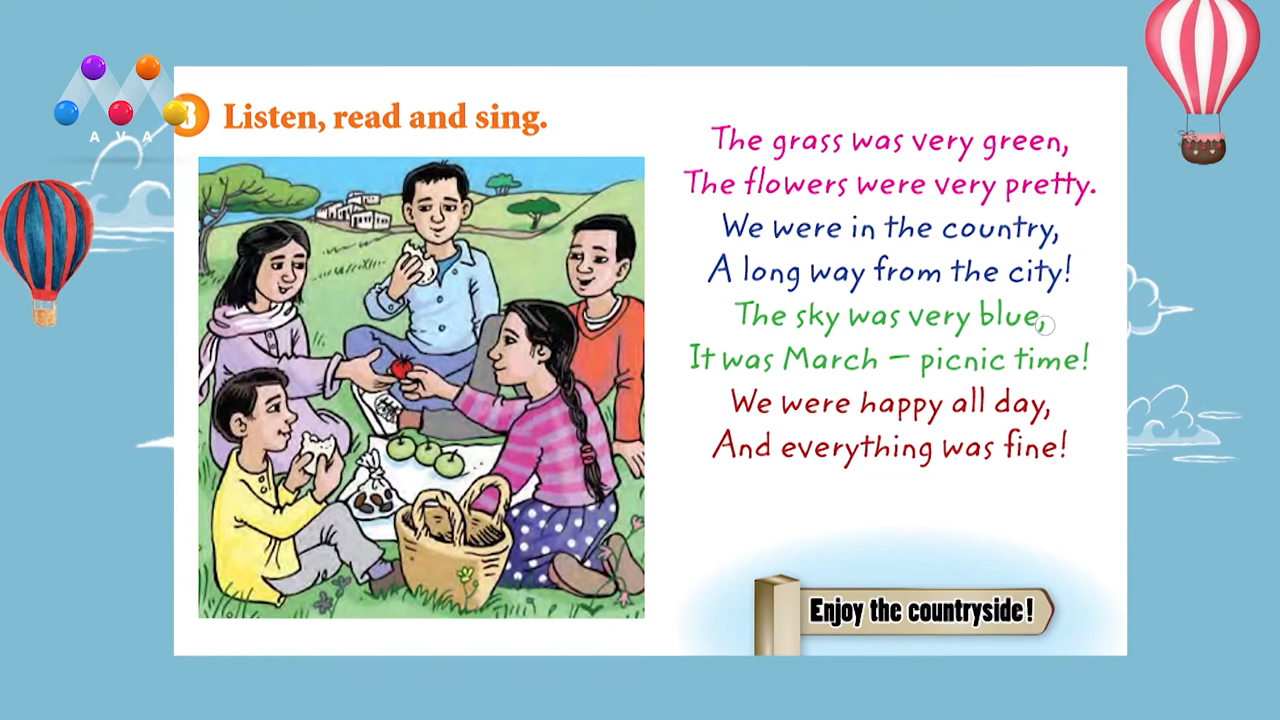 AVA
3 Listen, read and sing.
The grass was very green,
The flowers were very pretty.
We were in the country,
A long way from the city!
The sky was very blue,
It was March – picnic time!
We were happy all day,
And everything was fine!
Enjoy the countryside!